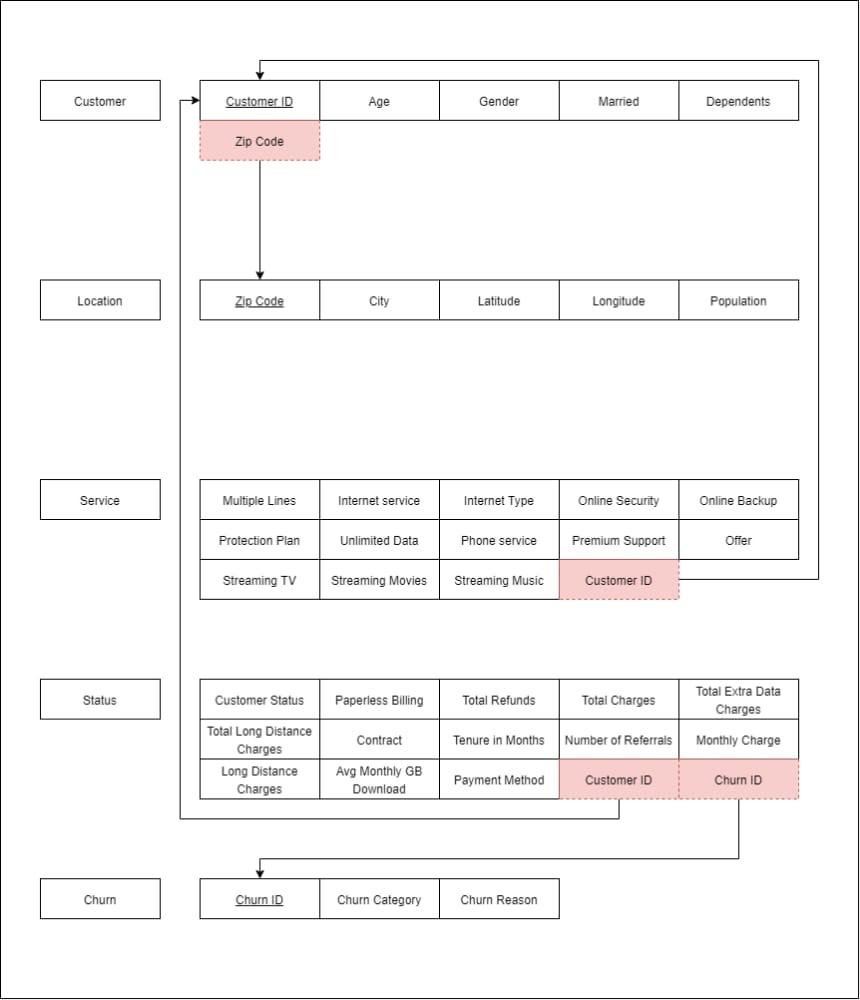 Customer
Customer ID
Age
Gender
Married
Dependents
Zip Code
Location
Zip Code
City
Latitude
Longitude
Population
Service
Multiple Lines
Internet service
Internet Type
Online Security
Online Backup
Protection Plan
Unlimited Data
Phone service
Premium Support
Offer
Streaming TV
Streaming Movies
Streaming Music
Customer ID
Status
Customer Status
Paperless Billing
Total Refunds
Total Charges
Total Extra Data
Charges
Total Long Distance
Charges
Contract
Tenure in Months
Number of Referrals
Monthly Charge
Long Distance
Charges
Avg Monthly GB
Download
Payment Method
Customer ID
Churn ID
Churn
Churn ID
Churn Category
Churn Reason